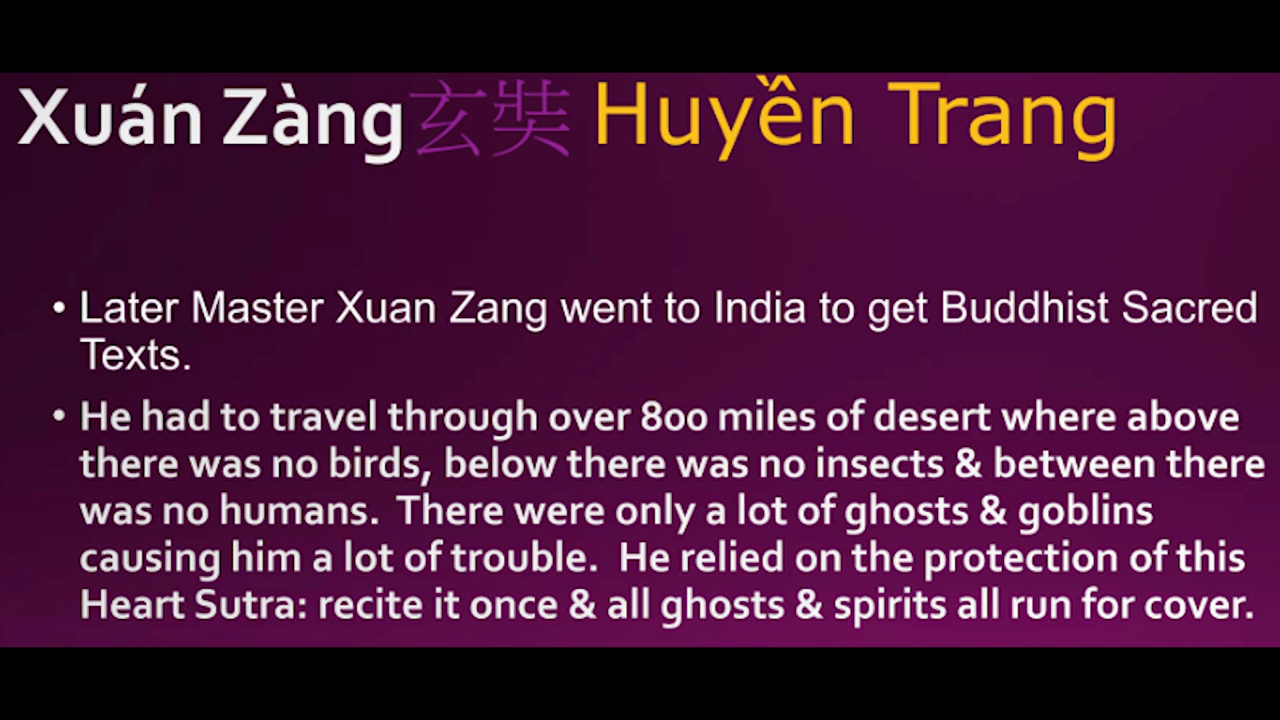 Xuán Zàng玄奘 Huyền Trang
• Later Master Xuan Zang went to India to get Buddhist Sacred
Texts.
• He had to travel through over 800 miles of desert where above
there was no birds, below there was no insects & between there
was no humans.  There were only a lot of ghosts & goblins
causing him a lot of trouble.  He relied on the protection of this
Heart Sutra: recite it once & all ghosts & spirits all run for cover.